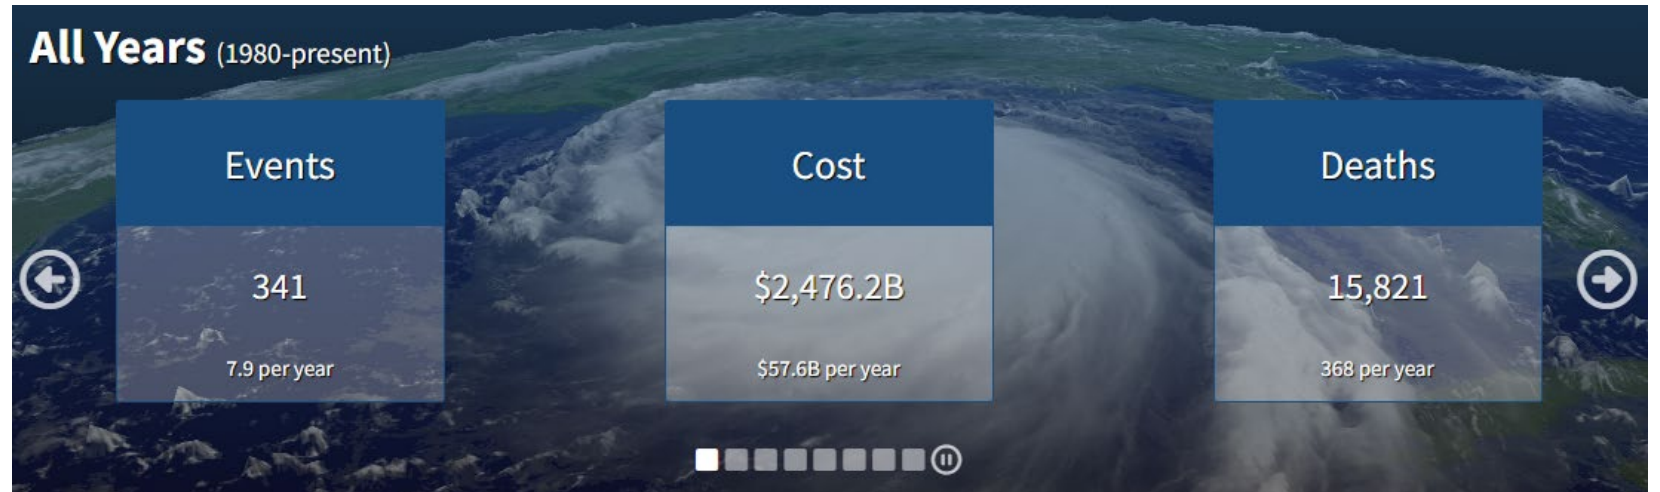 All Years (1980-present)
Events
341
7.9 per year
Cost
$2,476.2B
$57.6B per year
Deaths
15,821
368 per year